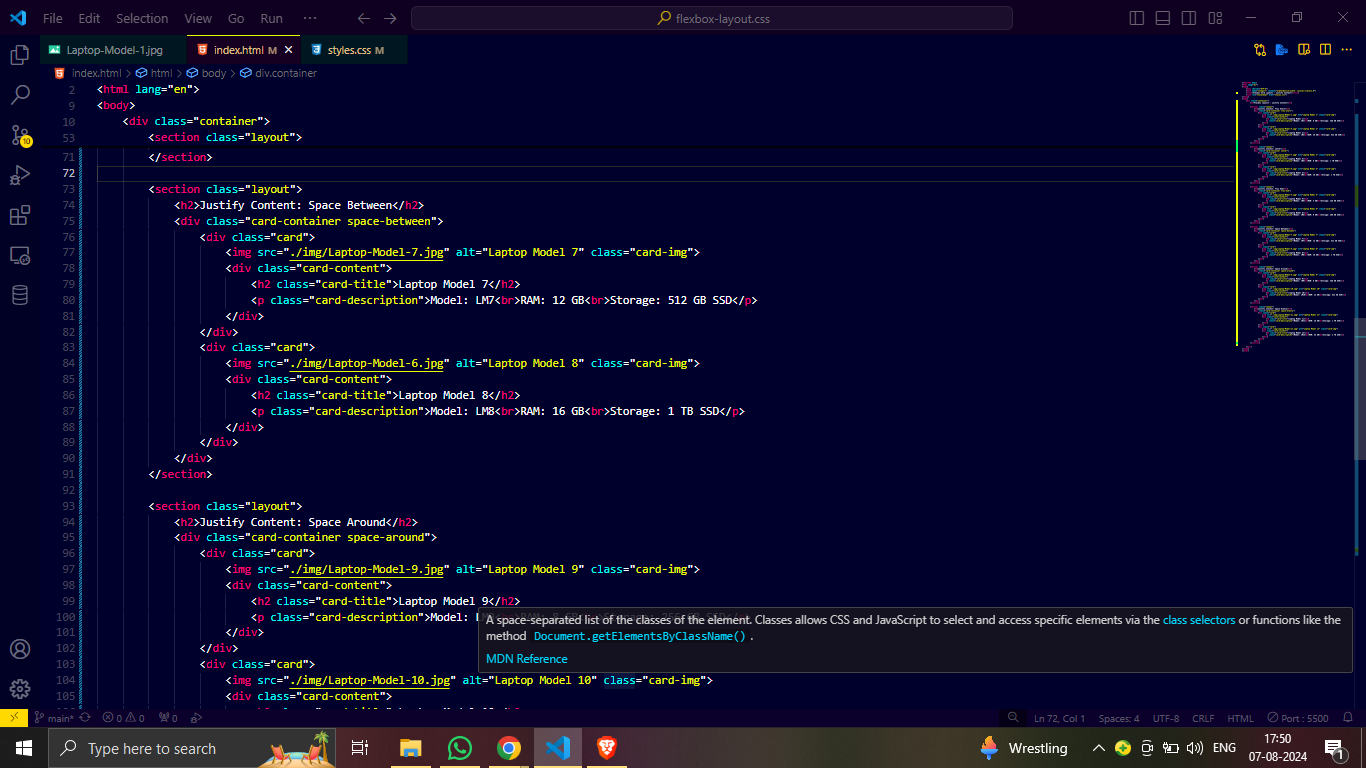 File Edit Selection View Go Run ··· flexbox-layout.css
Laptop-Model-1.jpg index.html M styles.css M
index.html > html > body > div.container
2 <html lang="en">
9 <body>
10 <div class="container">
53 <section class="layout">
71 </section>
72
73 <section class="layout">
74 <h2>Justify Content: Space Between</h2>
75 <div class="card-container space-between">
76 <div class="card">
77 <img src="./img/Laptop-Model-7.jpg" alt="Laptop Model 7" class="card-img">
78 <div class="card-content">
79 <h2 class="card-title">Laptop Model 7</h2>
80 <p class="card-description">Model: LM7<br>RAM: 12 GB<br>Storage: 512 GB SSD</p>
81 </div>
82 </div>
83 <div class="card">
84 <img src="./img/Laptop-Model-6.jpg" alt="Laptop Model 8" class="card-img">
85 <div class="card-content">
86 <h2 class="card-title">Laptop Model 8</h2>
87 <p class="card-description">Model: LM8<br>RAM: 16 GB<br>Storage: 1 TB SSD</p>
88 </div>
89 </div>
90 </div>
91 </section>
92
93 <section class="layout">
94 <h2>Justify Content: Space Around</h2>
95 <div class="card-container space-around">
96 <div class="card">
97 <img src="./img/Laptop-Model-9.jpg" alt="Laptop Model 9" class="card-img">
98 <div class="card-content">
99 <h2 class="card-title">Laptop Model 9</h2>
100 <p class="card-description">Model:
101 </div>
102 </div>
103 <div class="card">
104 <img src="./img/Laptop-Model-10.jpg" alt="Laptop Model 10" class="card-img">
105 <div class="card-content">
A space-separated list of the classes of the element. Classes allows CSS and JavaScript to select and access specific elements via the class selectors or functions like the
method Document.getElementsByClassName() .
MDN Reference
10
main* 0 0 0 Ln 72, Col 1 Spaces: 4 UTF-8 CRLF HTML Port : 5500
Type here to search Wrestling ENG 17:50
07-08-2024 1